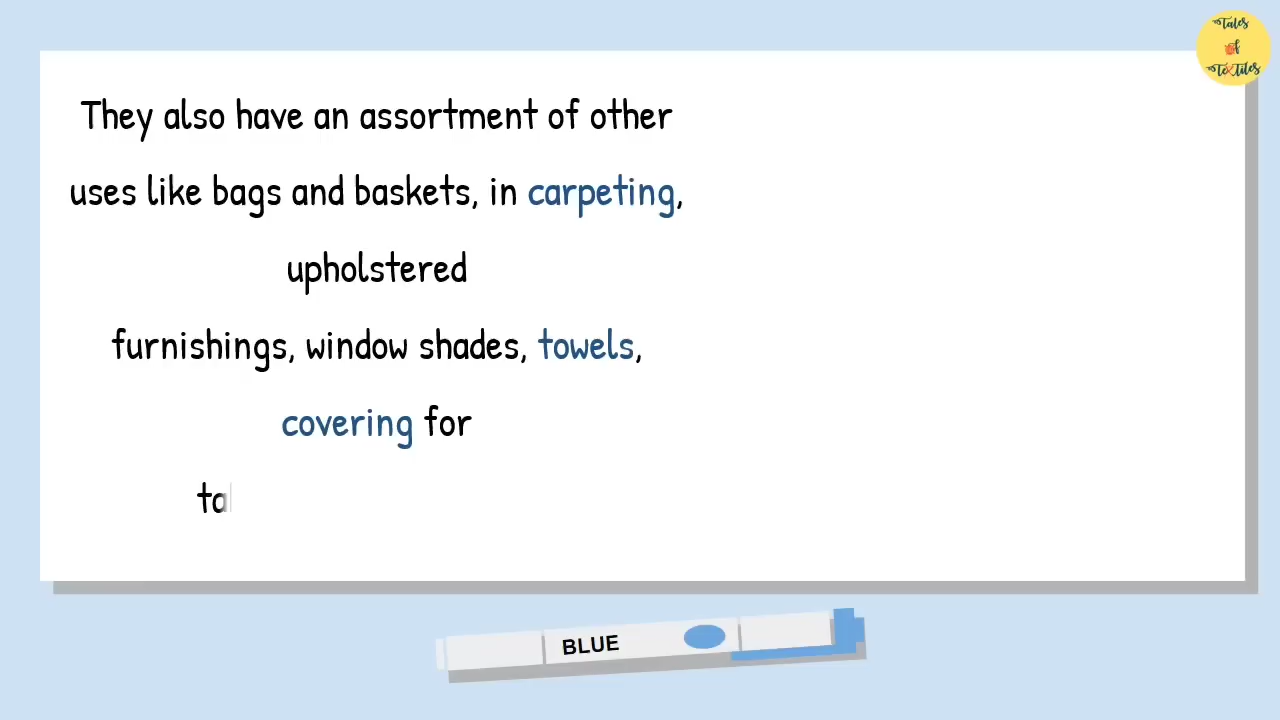 Tales
of
Textiles
They also have an assortment of other
uses like bags and baskets, in carpeting,
upholstered
furnishings, window shades, towels,
covering for
BLUE